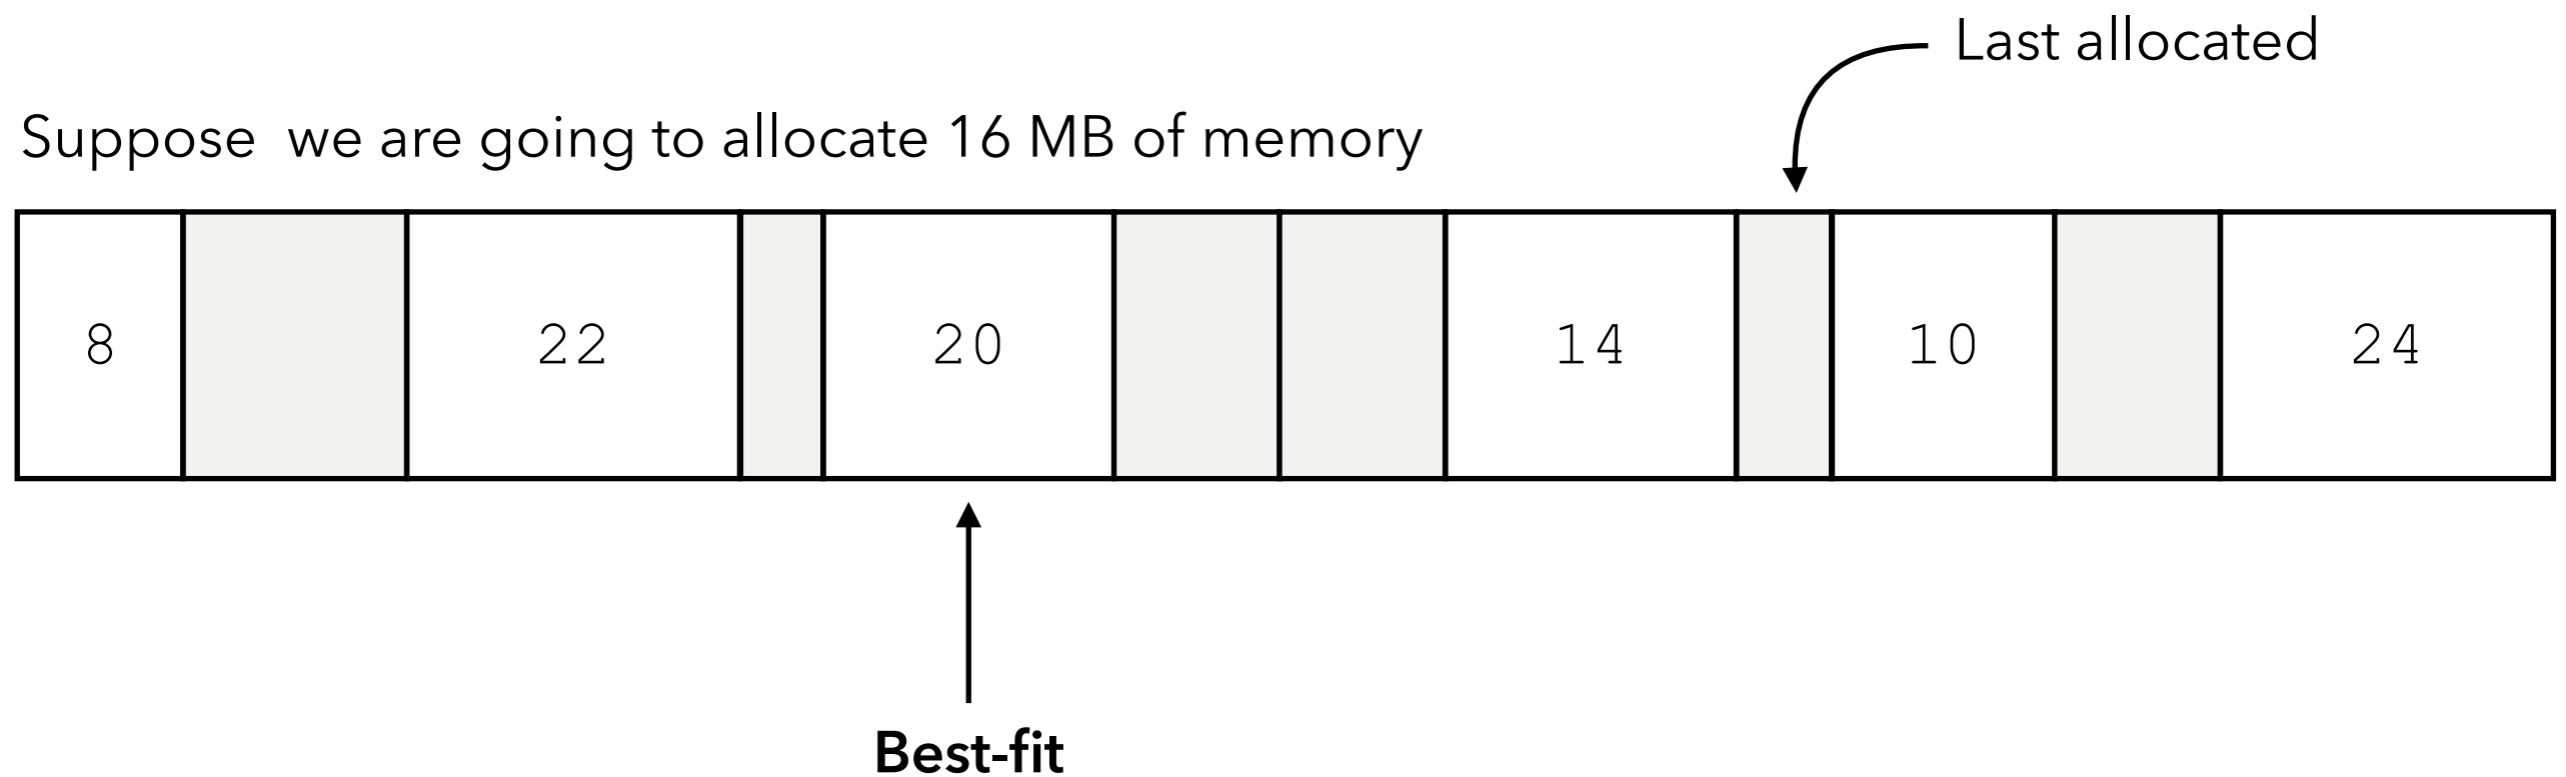 Last allocated
Suppose  we are going to allocate 16 MB of memory
8 22 20 14 10 24
Best-fit